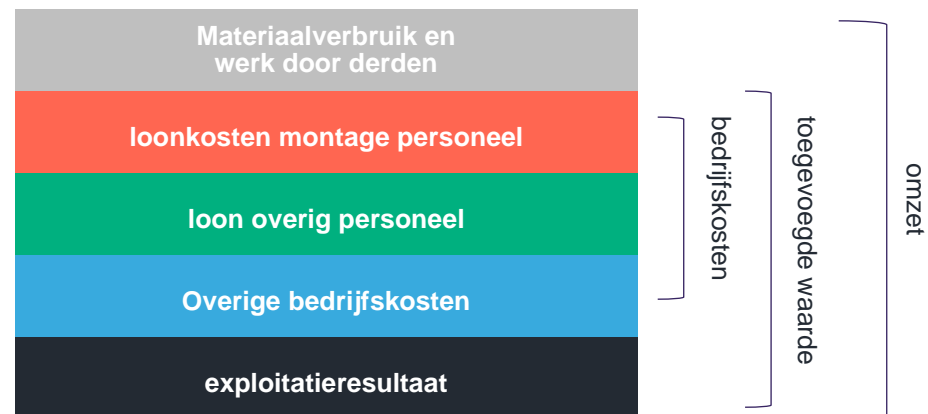 Materiaalverbruik en
werk door derden
loonkosten montage personeel
loon overig personeel
Overige bedrijfskosten
exploitatieresultaat
bedrijfskosten
toegevoegde waarde
omzet